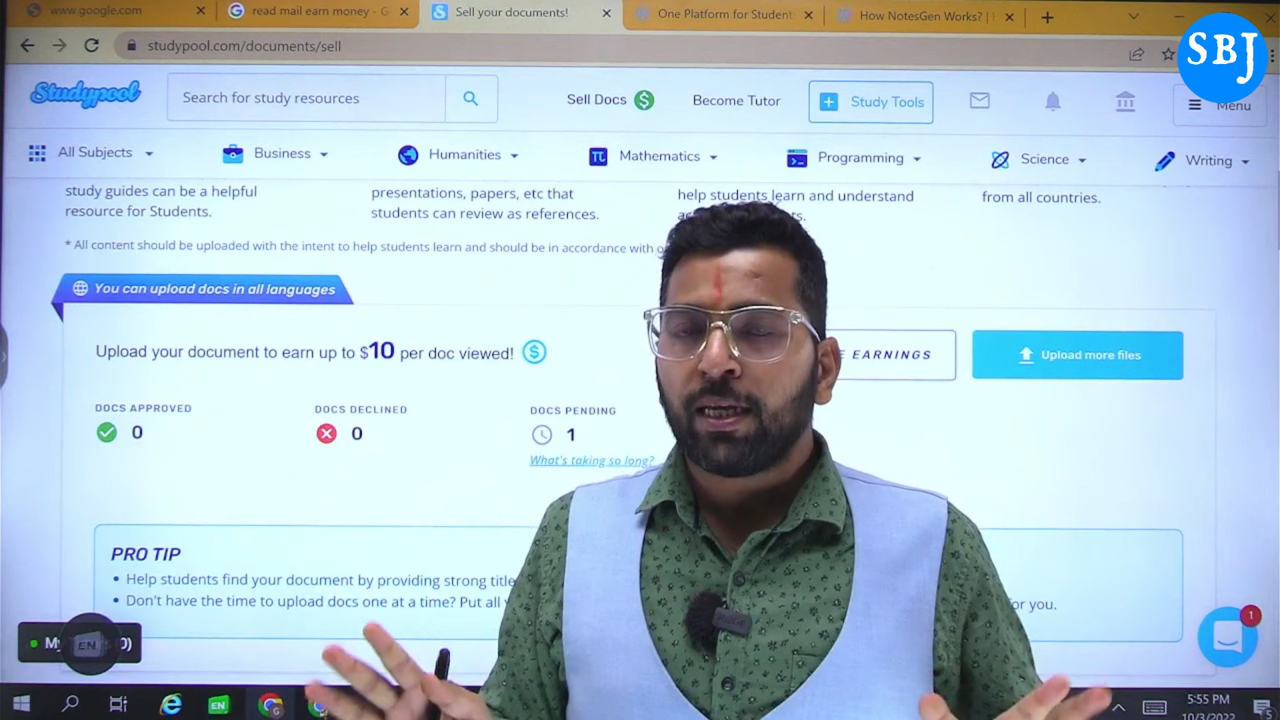 www.google.com
read mail earn money - G
Sell your documents!
One Platform for Student
How NotesGen Works? |
SBJ
studypool.com/documents/sell
Studypool
Search for study resources
Sell Docs
Become Tutor
Study Tools
Menu
All Subjects
Business
Humanities
Mathematics
Programming
Science
Writing
study guides can be a helpful
resource for Students.
presentations, papers, etc that
students can review as references.
help students learn and understand
from all countries.
* All content should be uploaded with the intent to help students learn and should be in accordance with
You can upload docs in all languages
Upload your document to earn up to $10 per doc viewed!
EARNINGS
Upload more files
DOCS APPROVED
0
DOCS DECLINED
0
DOCS PENDING
1
What's taking so long?
PRO TIP
• Help students find your document by providing strong title
• Don't have the time to upload docs one at a time? Put all
for you.
EN
0)
1
EN
5:55 PM
10/3/202